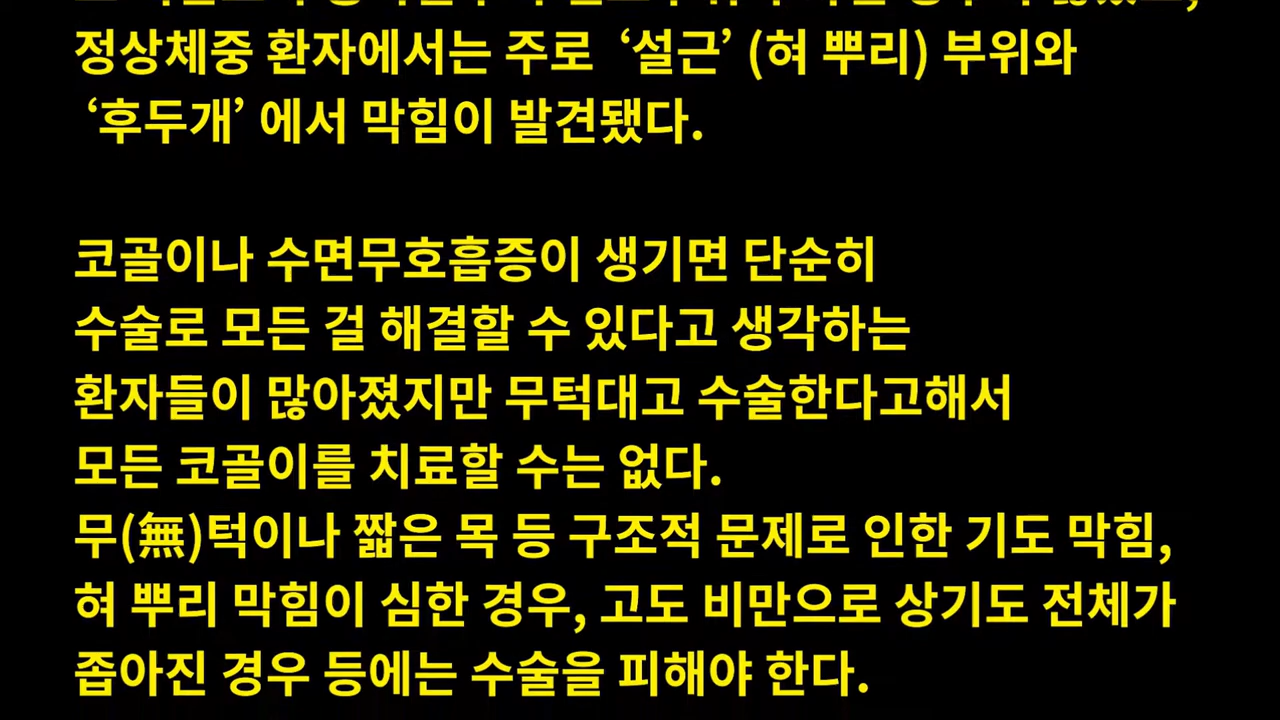 정상체중 환자에서는 주로 ‘설근’ (혀 뿌리) 부위와
‘후두개’ 에서 막힘이 발견됐다.
코골이나 수면무호흡증이 생기면 단순히
수술로 모든 걸 해결할 수 있다고 생각하는
환자들이 많아졌지만 무턱대고 수술한다고해서
모든 코골이를 치료할 수는 없다.
무(無)턱이나 짧은 목 등 구조적 문제로 인한 기도 막힘,
혀 뿌리 막힘이 심한 경우, 고도 비만으로 상기도 전체가
좁아진 경우 등에는 수술을 피해야 한다.